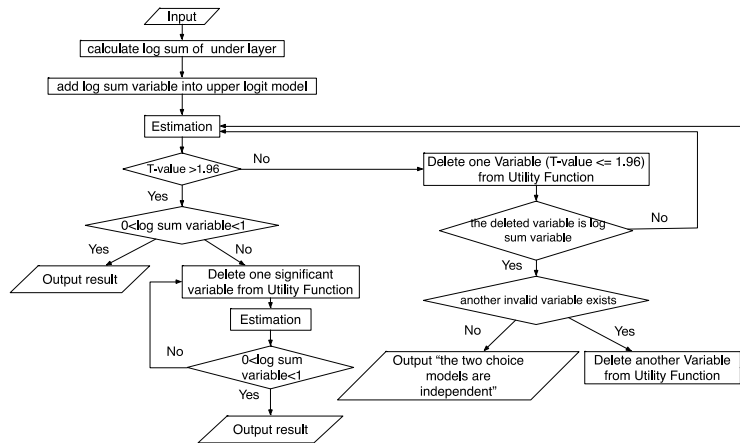 Input
calculate log sum of under layer
add log sum variable into upper logit model
Estimation
T-value >1.96
No
Delete one Variable (T-value <= 1.96)
from Utility Function
Yes
0<log sum variable<1
the deleted variable is log
sum variable
No
Yes
No
Yes
Output result
Delete one significant
variable from Utility Function
another invalid variable exists
Estimation
No
Yes
No
0<log sum
variable<1
Output “the two choice
models are
independent”
Delete another Variable
from Utility Function
Yes
Output result